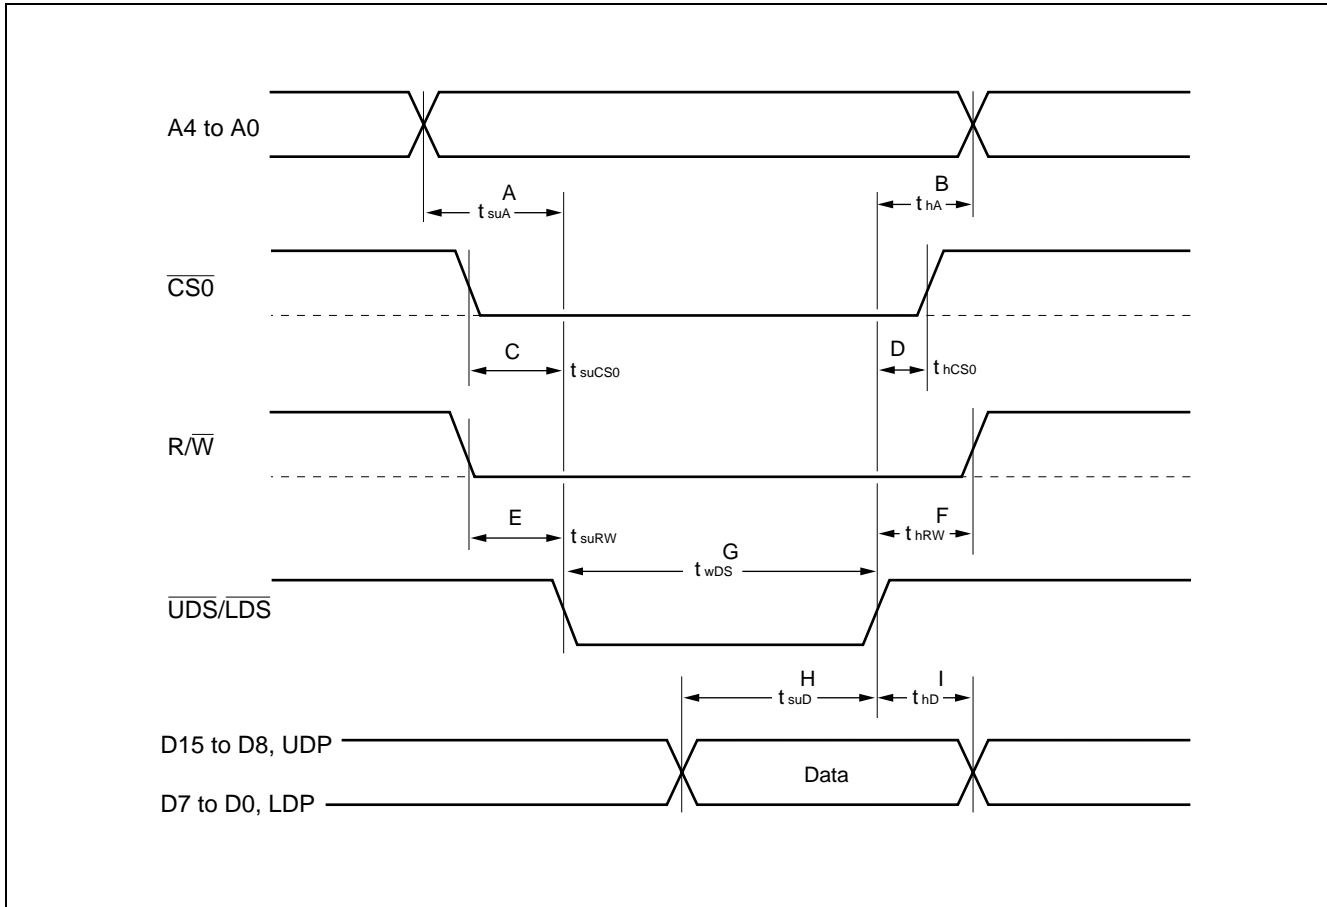 A4 to A0
A
t suA
B
t hA
CS0
C
t suCS0
D
t hCS0
R/W
E
t suRW
F
t hRW
G
t wDS
UDS/LDS
H
t suD
I
t hD
D15 to D8, UDP
Data
D7 to D0, LDP